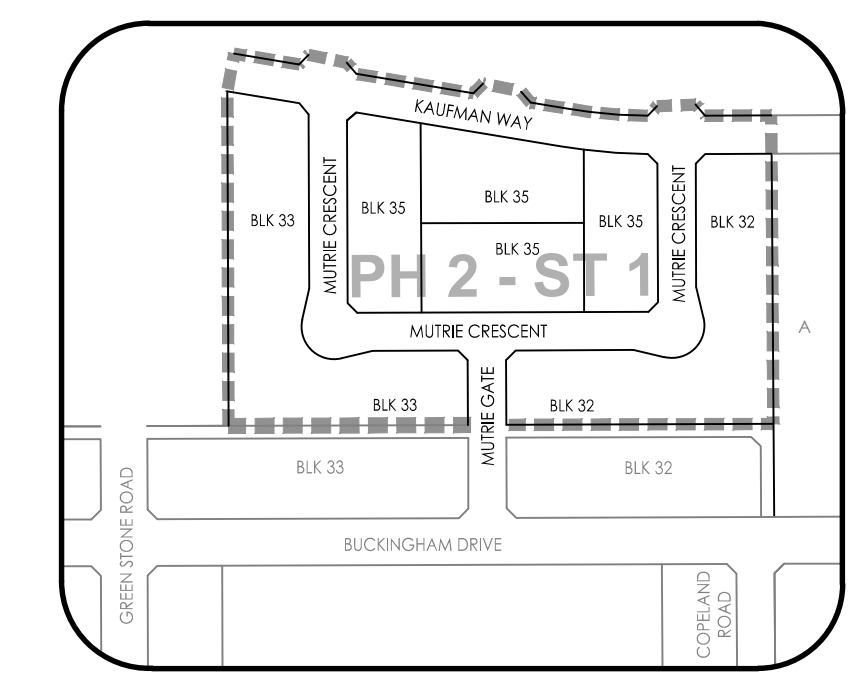 KAUFMAN WAY
MUTRIE CRESCENT
MUTRIE CRESCENT
BLK 33
BLK 35
BLK 35
BLK 35
BLK 32
BLK 35
PH 2 - ST 1
A
MUTRIE CRESCENT
BLK 33
BLK 32
MUTRIE GATE
BLK 33
BLK 32
GREEN STONE ROAD
BUCKINGHAM DRIVE
COPELAND
ROAD